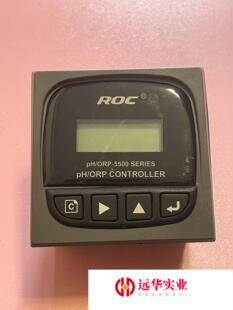 ROC®
pH/ORP-5500 SERIES
pH/ORP CONTROLLER
C
远华实业